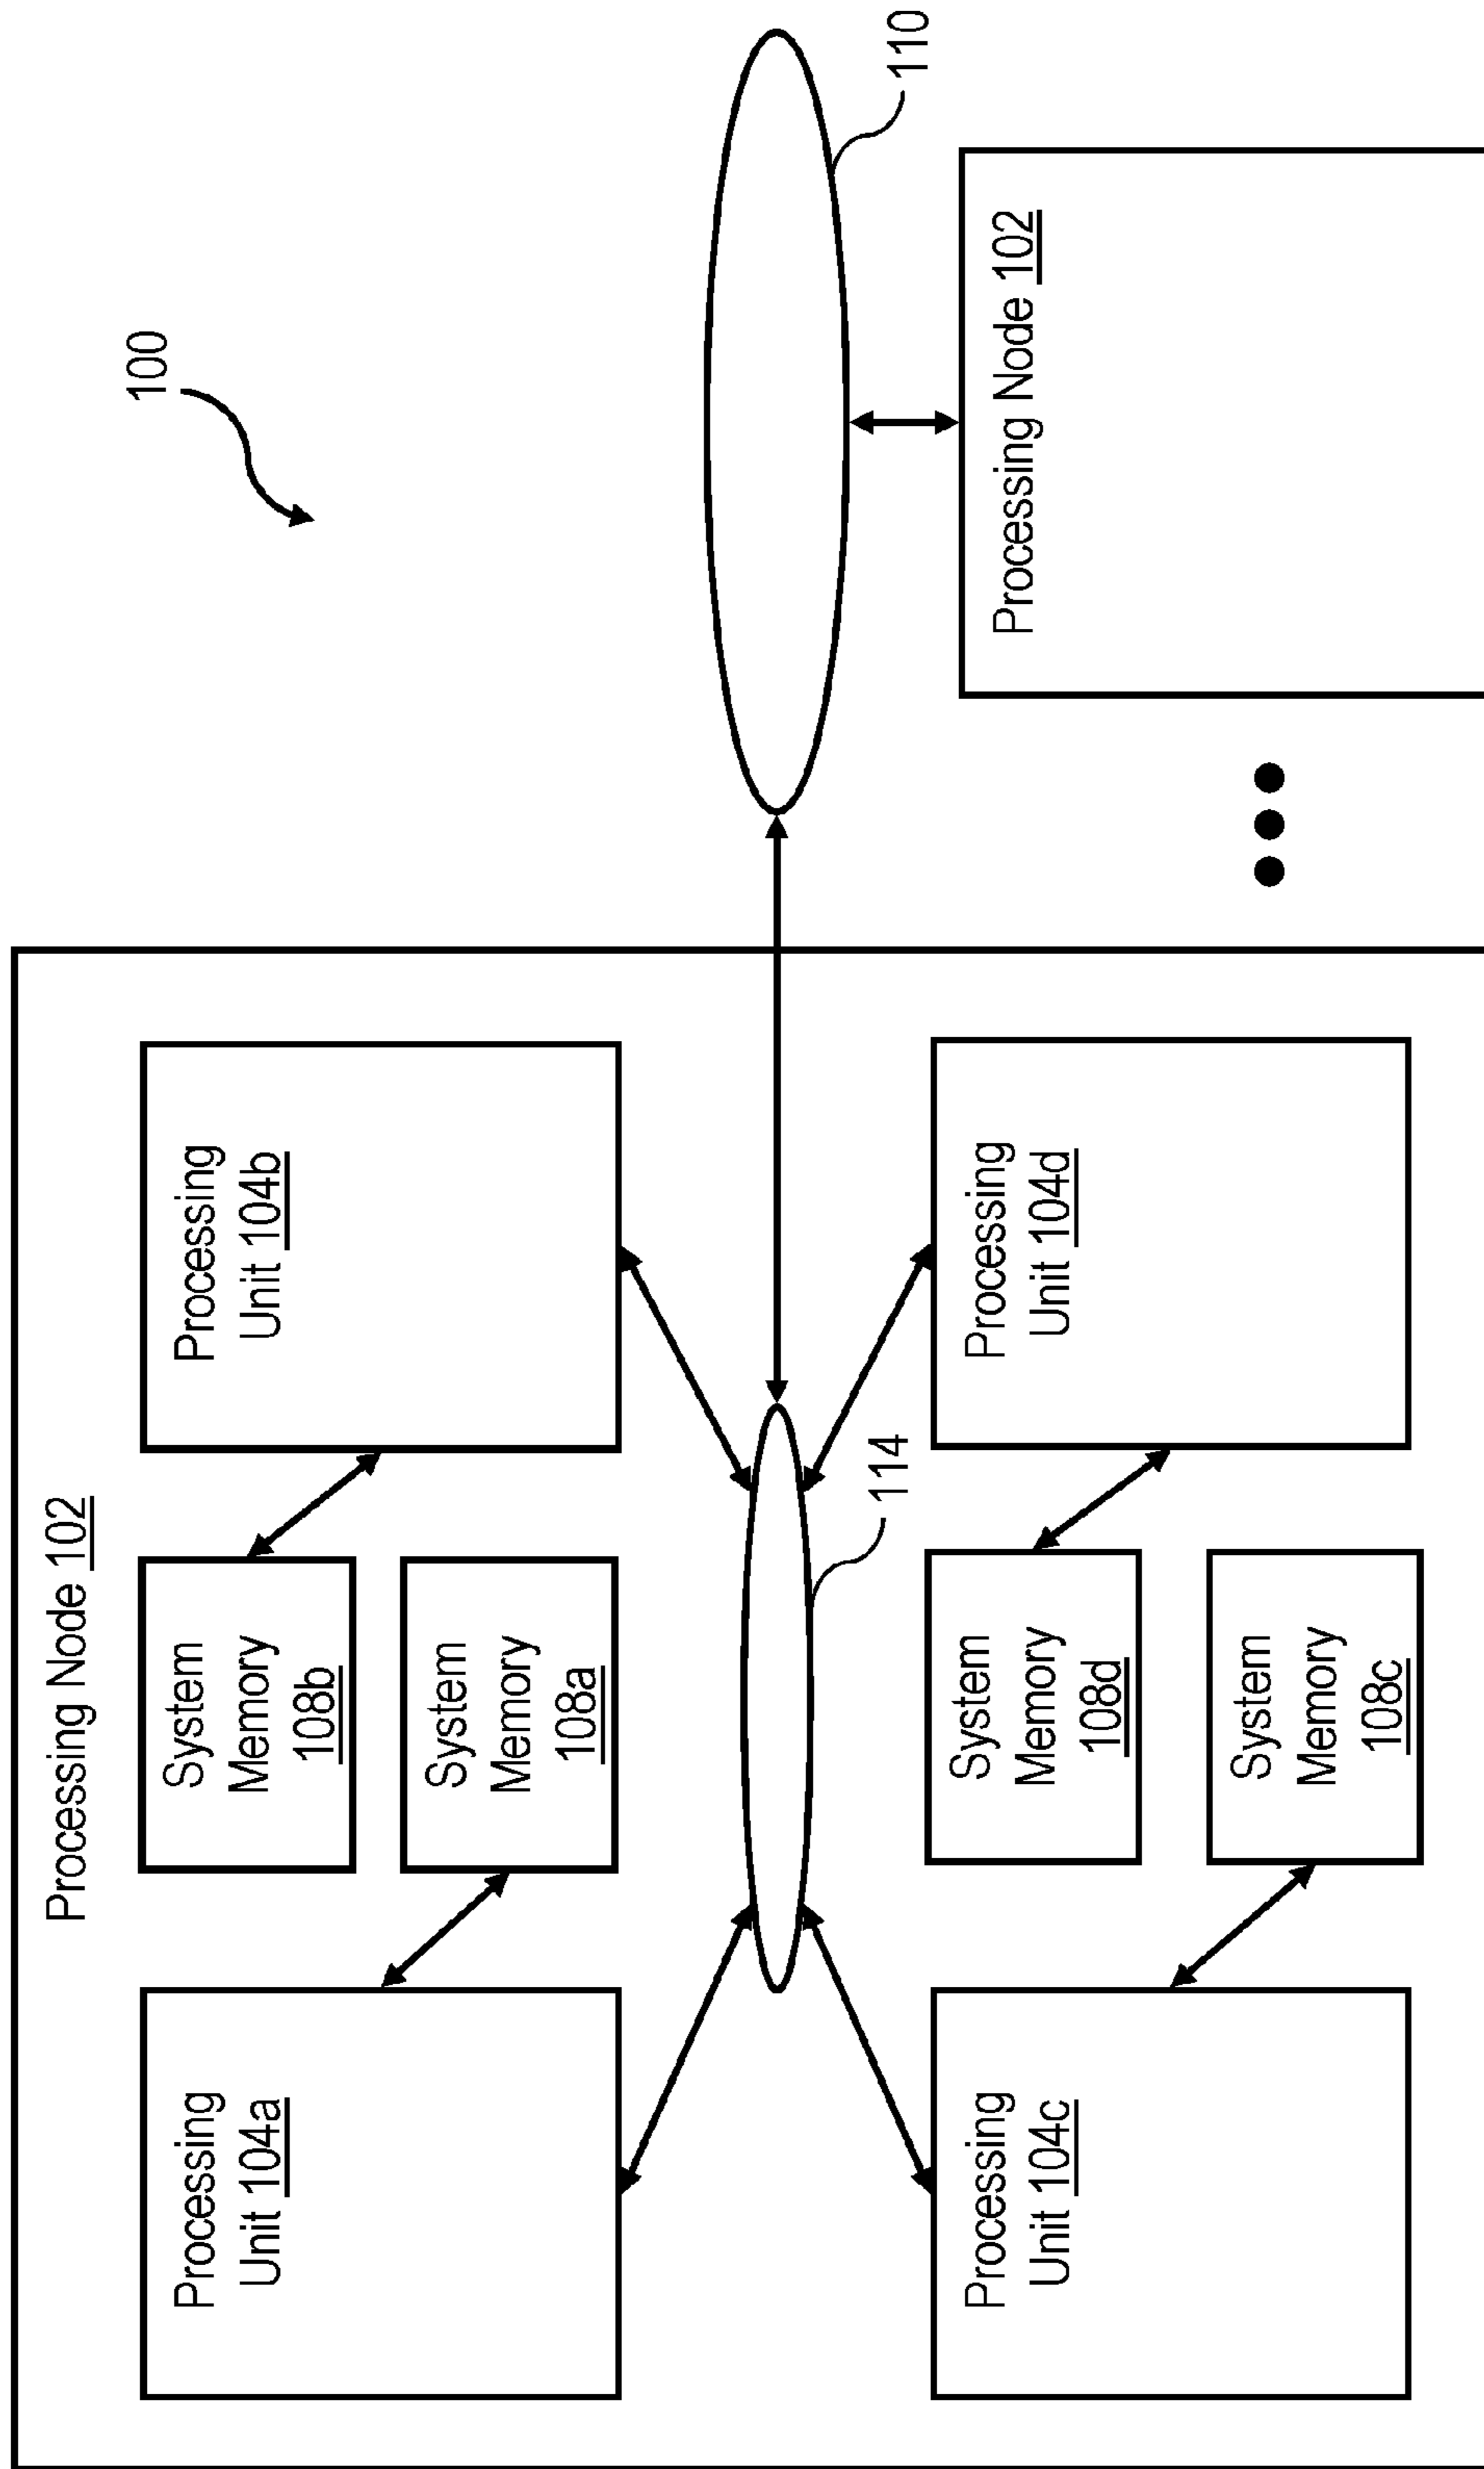 100
Processing Node 102
Processing
Unit 104a
System
Memory
108b
System
Memory
108a
Processing
Unit 104b
114
110
Processing
Unit 104c
System
Memory
108d
System
Memory
108c
Processing
Unit 104d
Processing Node 102